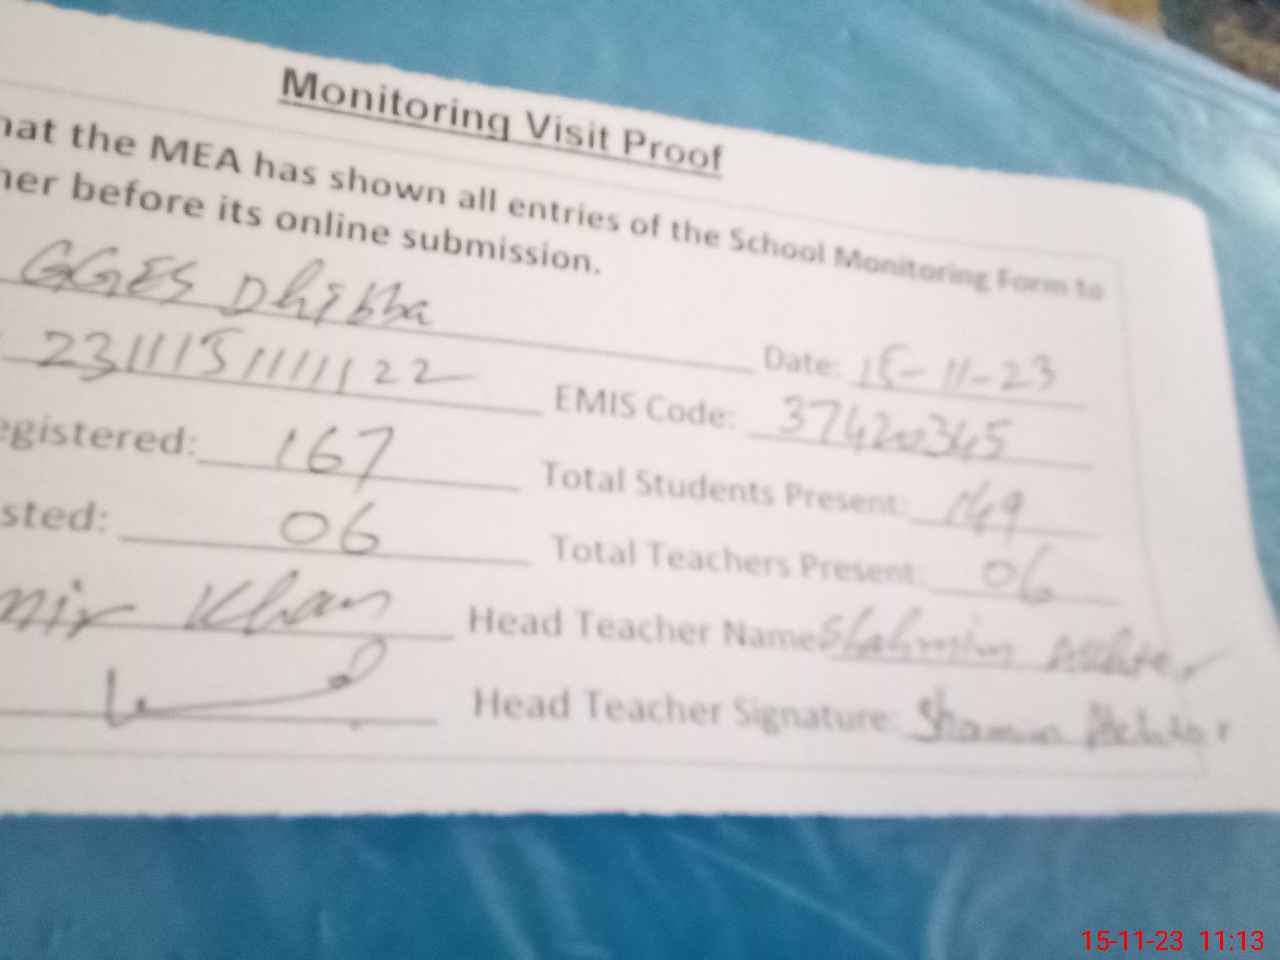 Monitoring Visit Proof
hat the MEA has shown all entries of the School Monitoring Form to
her before its online submission.
GGES Dhibba Date: 15-11-23
EMIS Code: 37420345
egistered: 167 Total Students Present: 149
sted: 06 Total Teachers Present: 06
mir Khan Head Teacher Name:
Head Teacher Signature: Akhtar
15-11-23 11:13